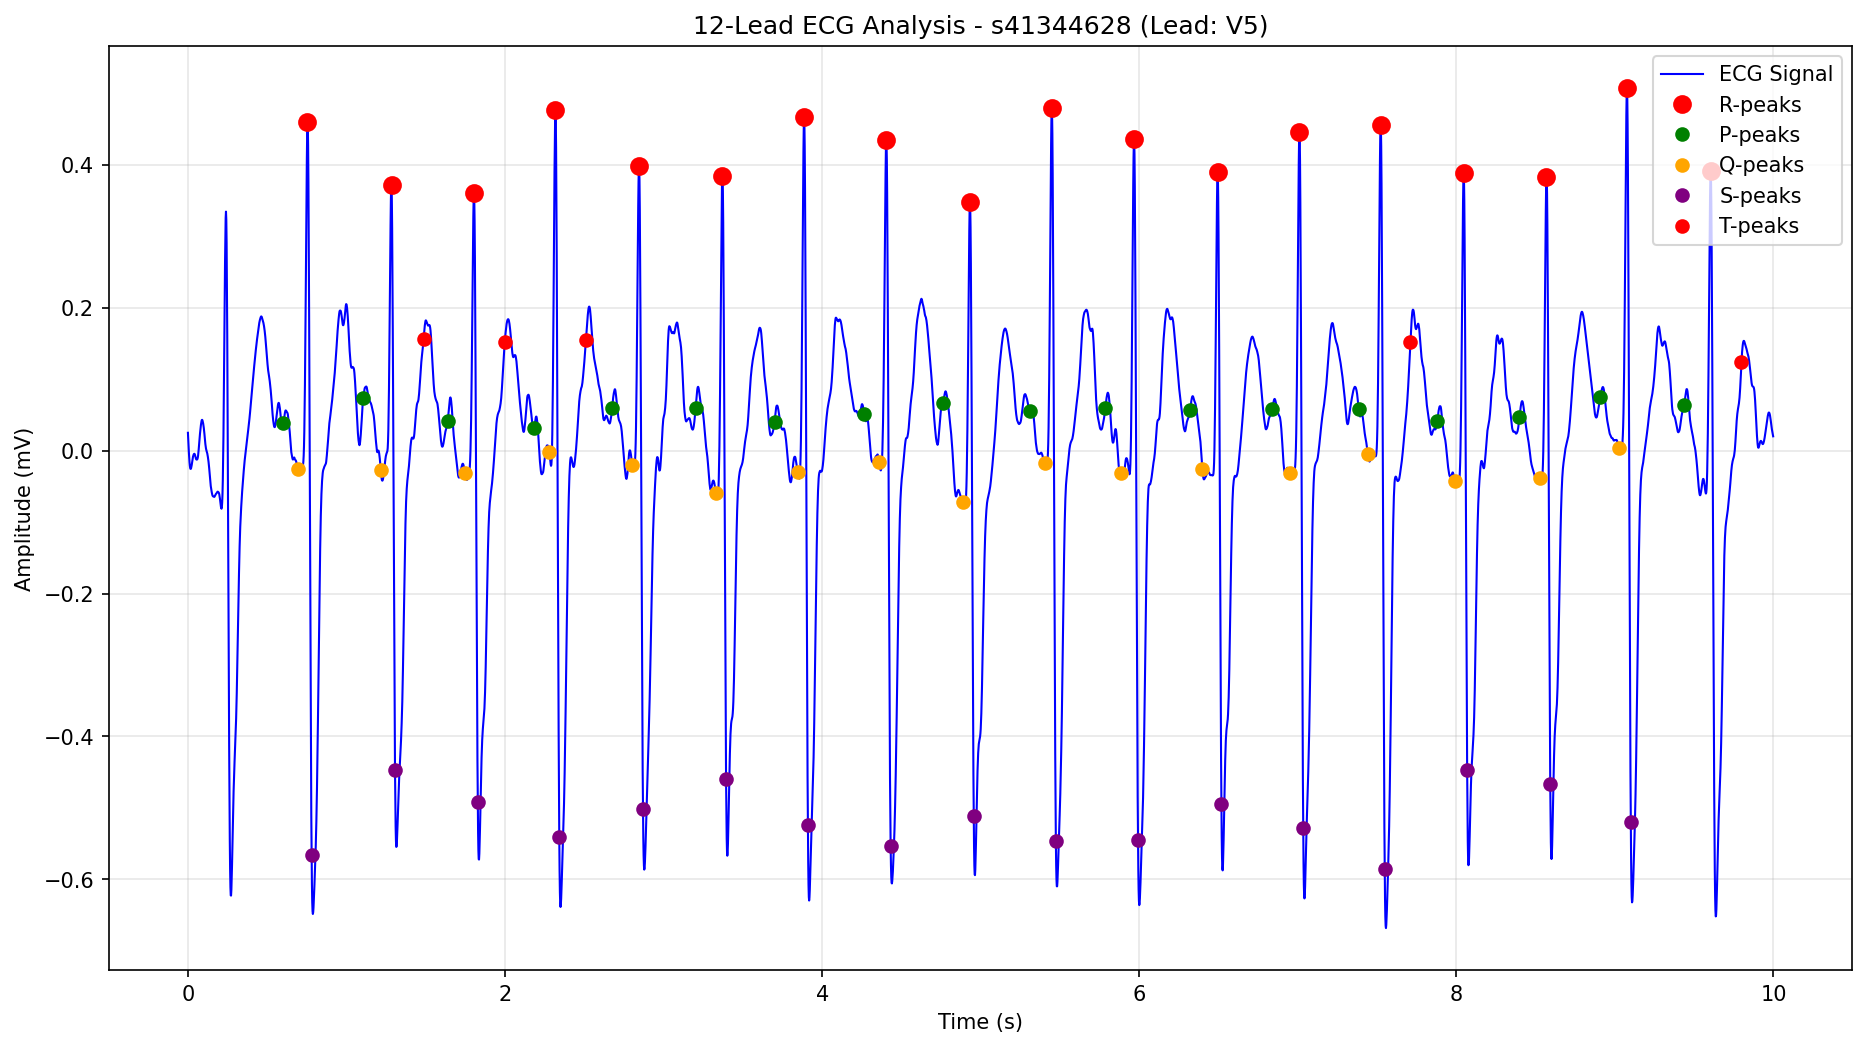 12-Lead ECG Analysis - s41344628 (Lead: V5)
ECG Signal
R-peaks
P-peaks
Q-peaks
S-peaks
T-peaks
Amplitude (mV)
0.4
0.2
0.0
−0.2
−0.4
−0.6
0 2 4 6 8 10
Time (s)